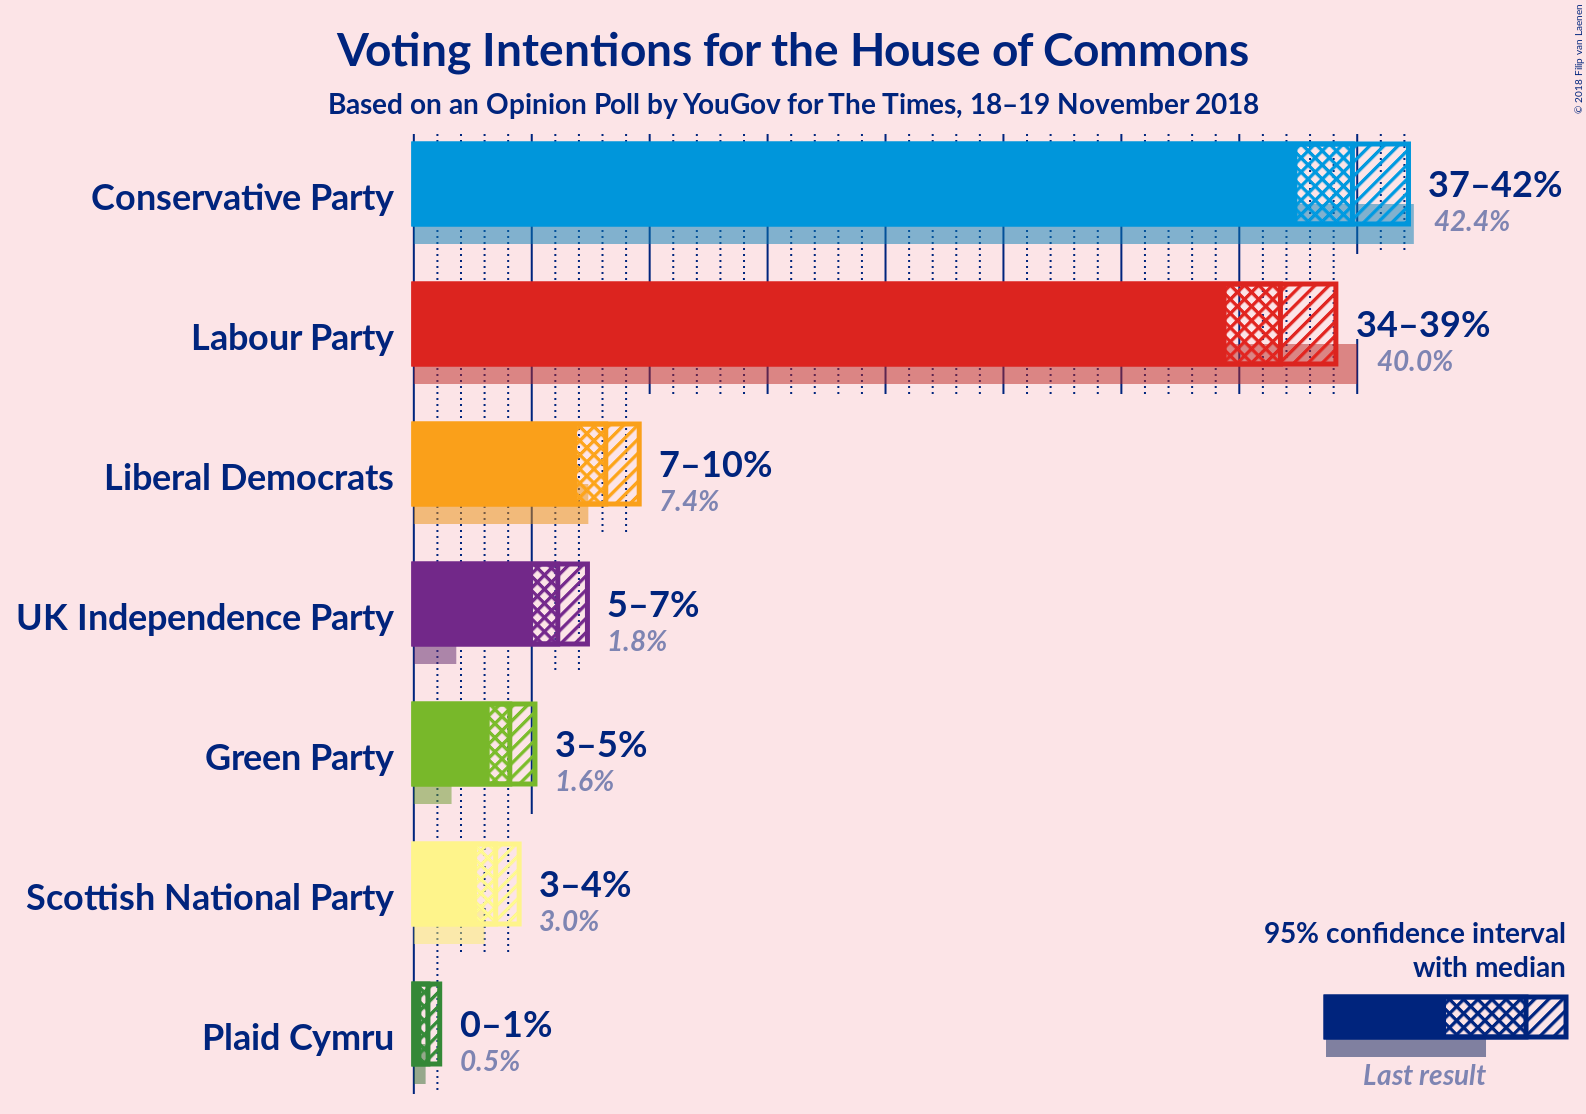 Voting Intentions for the House of Commons
Based on an Opinion Poll by YouGov for The Times, 18–19 November 2018
© 2018 Filip van Laenen
Conservative Party
37–42%
42.4%
Labour Party
34–39%
40.0%
Liberal Democrats
7–10%
7.4%
UK Independence Party
5–7%
1.8%
Green Party
3–5%
1.6%
Scottish National Party
3–4%
3.0%
Plaid Cymru
0–1%
0.5%
95% confidence interval
with median
Last result